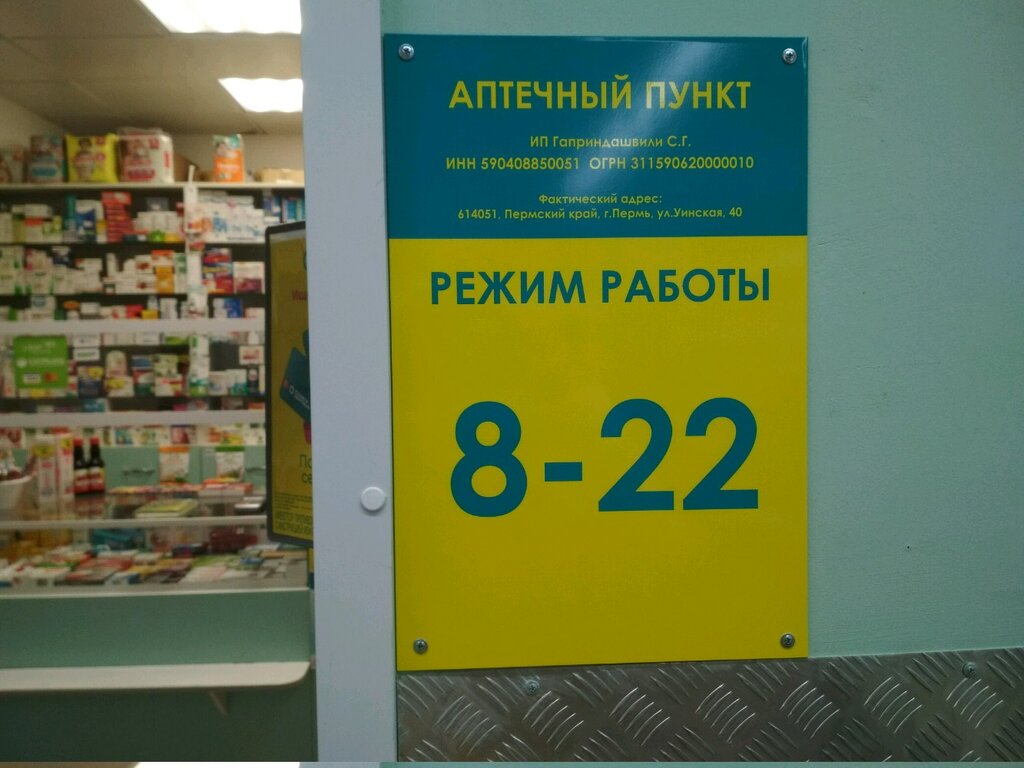 АПТЕЧНЫЙ ПУНКТ
ИП Гаприндашвили С.Г.
ИНН 590408850051 ОГРН 311590620000010
Фактический адрес:
614051, Пермский край, г.Пермь, ул.Уинская, 40
РЕЖИМ РАБОТЫ
8-22